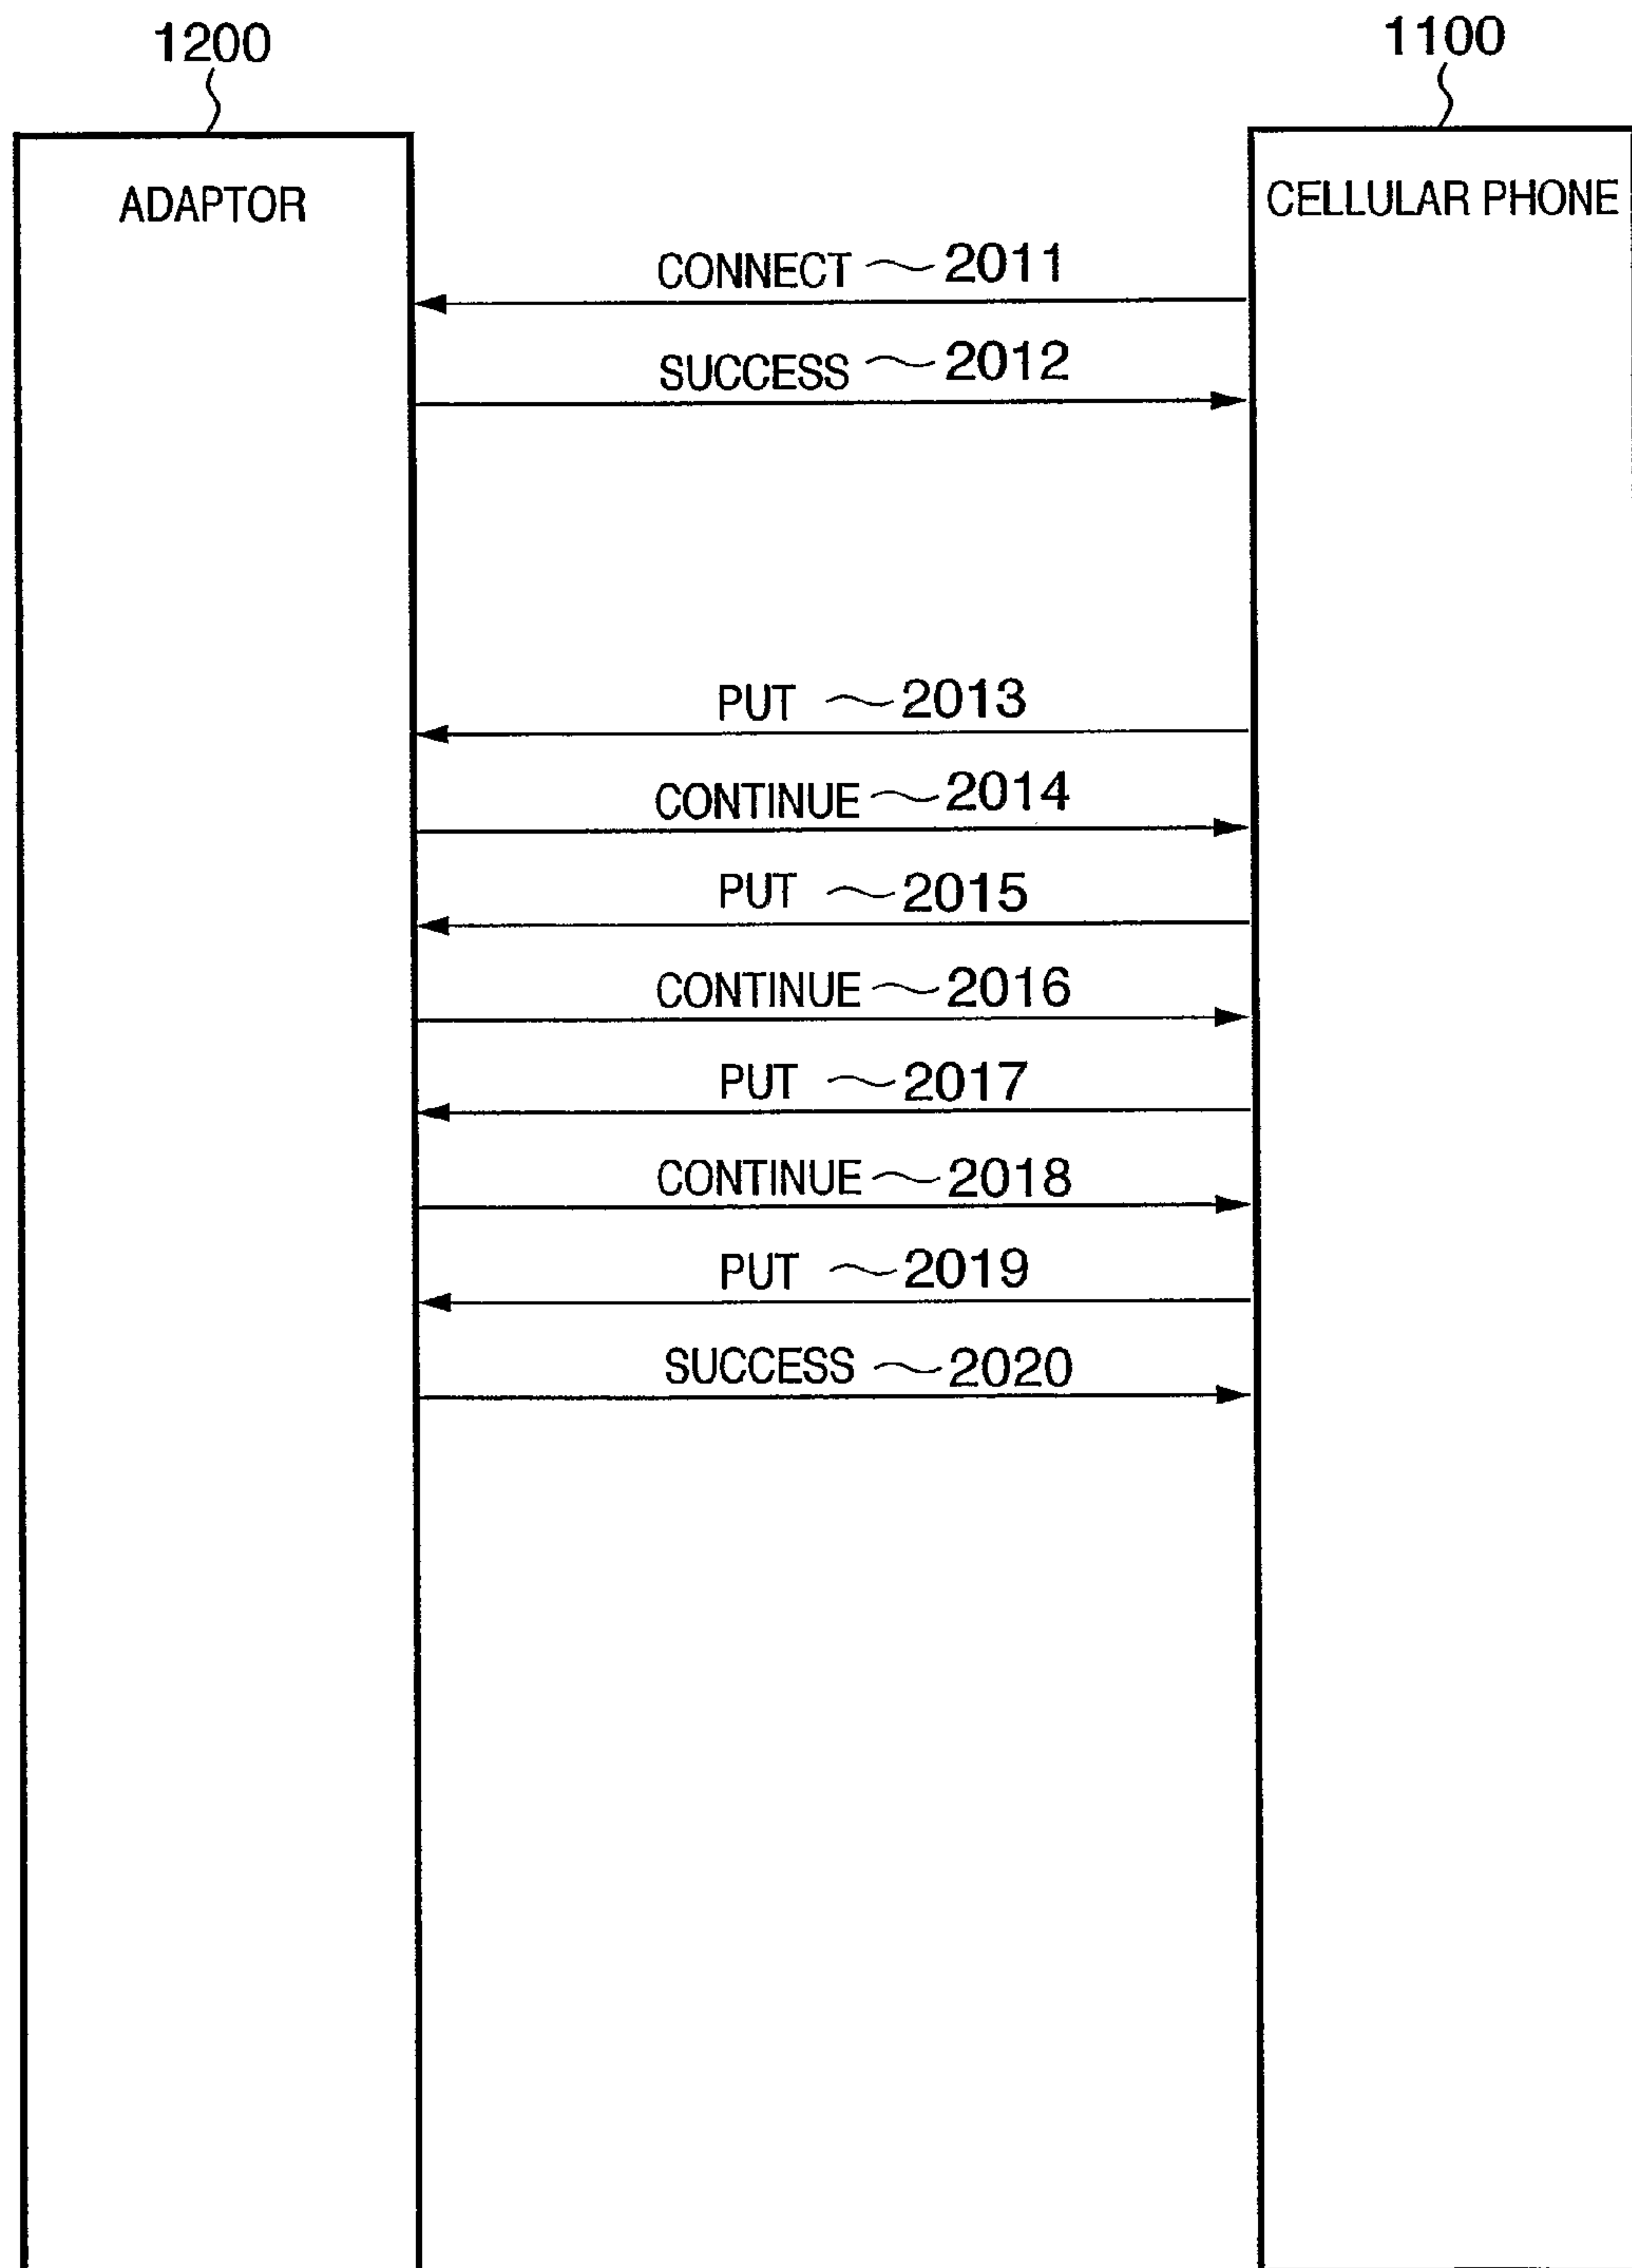 1200
1100
ADAPTOR
CELLULAR PHONE
CONNECT 2011
SUCCESS 2012
PUT 2013
CONTINUE 2014
PUT 2015
CONTINUE 2016
PUT 2017
CONTINUE 2018
PUT 2019
SUCCESS 2020